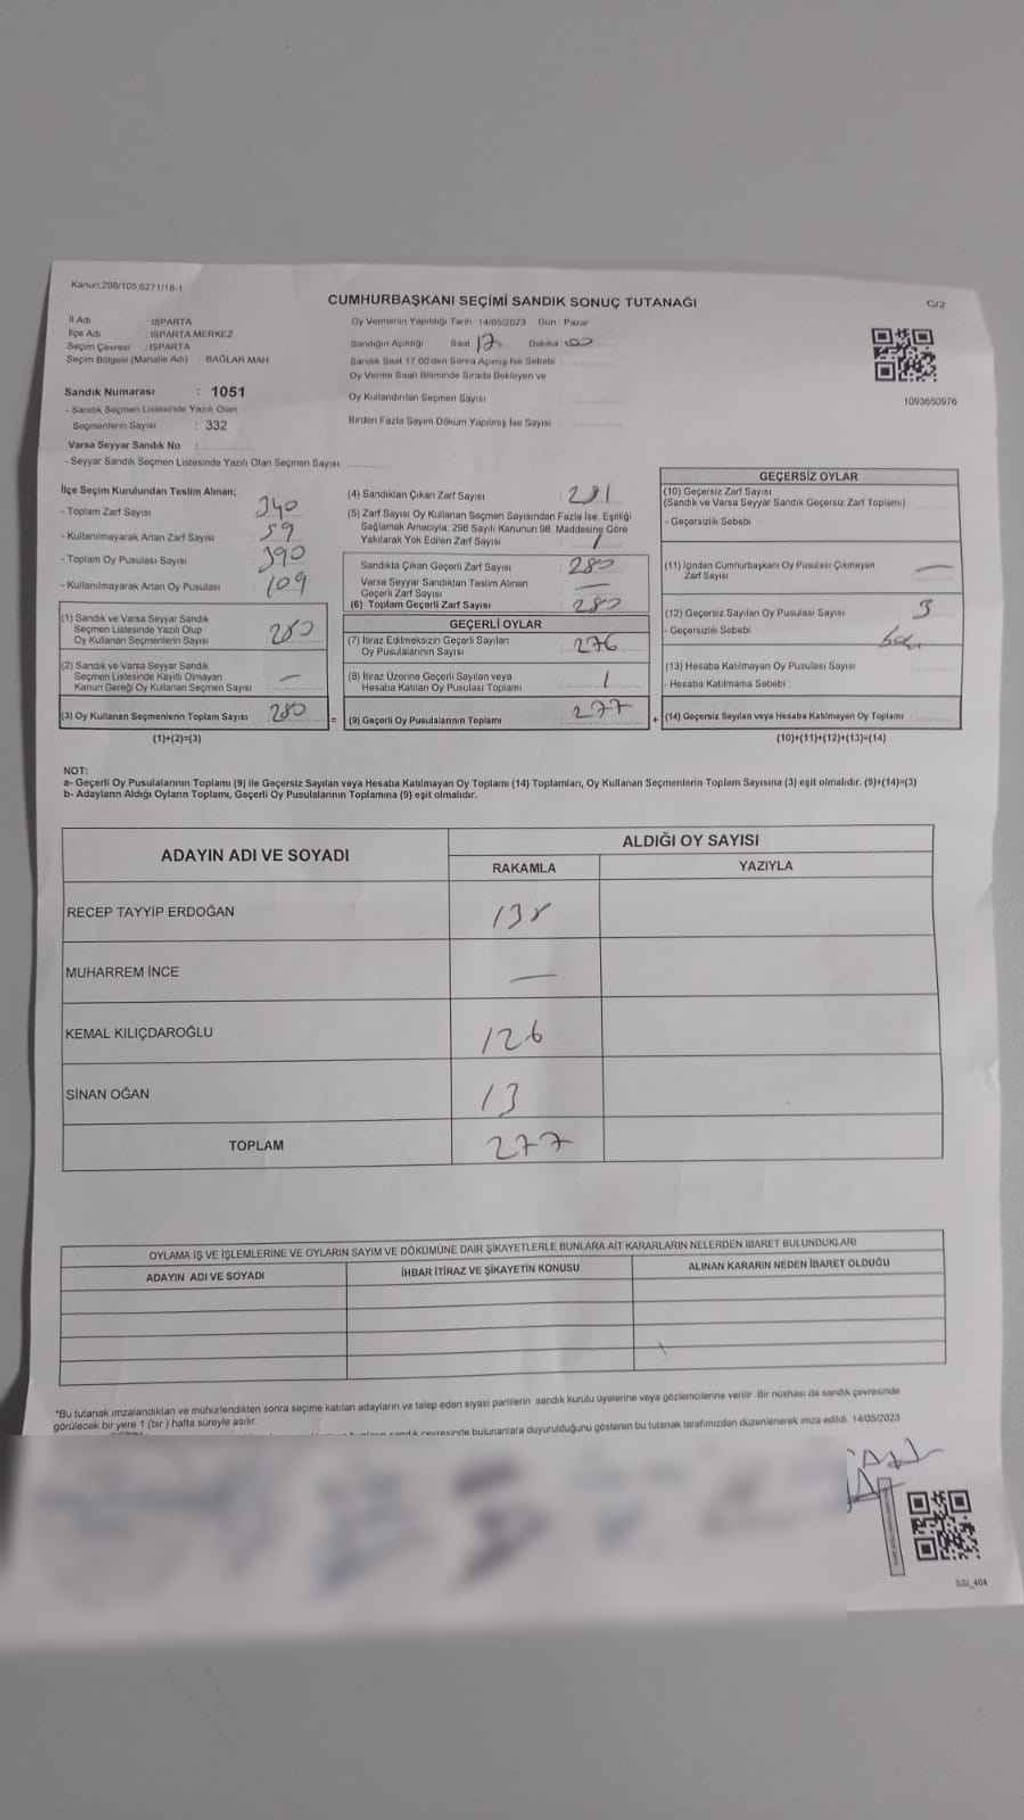 Kanun:298/105,6271/18-1
CUMHURBAŞKANI SEÇİMİ SANDIK SONUÇ TUTANAĞI
C/2
İl Adı : ISPARTA
İlçe Adı : ISPARTA MERKEZ
Seçim Çevresi : ISPARTA
Seçim Bölgesi (Mahalle Adı) BAĞLAR MAH
Oy Vermenin Yapıldığı Tarih 14/05/2023 Gün : Pazar
Sandığın Açıldığı Saat 17 Dakika 00
Sandık Saat 17.00'den Sonra Açılmış İse Sebebi
Oy Verme Saati Bitiminde Sırada Bekleyen ve
Oy Kullandırılan Seçmen Sayısı
Birden Fazla Sayım Döküm Yapılmış İse Sayısı
1093650976
Sandık Numarası : 1051
- Sandık Seçmen Listesinde Yazılı Olan
Seçmenlerin Sayısı : 332
Varsa Seyyar Sandık No :
- Seyyar Sandık Seçmen Listesinde Yazılı Olan Seçmen Sayısı
İlçe Seçim Kurulundan Teslim Alınan;
- Toplam Zarf Sayısı 340
- Kullanılmayarak Artan Zarf Sayısı 59
- Toplam Oy Pusulası Sayısı 390
- Kullanılmayarak Artan Oy Pusulası 109
(1) Sandık ve Varsa Seyyar Sandık
Seçmen Listesinde Yazılı Olup
Oy Kullanan Seçmenlerin Sayısı 280
(2) Sandık ve Varsa Seyyar Sandık
Seçmen Listesinde Kayıtlı Olmayan
Kanun Gereği Oy Kullanan Seçmen Sayısı —
(3) Oy Kullanan Seçmenlerin Toplam Sayısı 280
(1)+(2)=(3)
(4) Sandıktan Çıkan Zarf Sayısı 281
(5) Zarf Sayısı Oy Kullanan Seçmen Sayısından Fazla İse, Eşitliği
Sağlamak Amacıyla, 298 Sayılı Kanunun 98. Maddesine Göre
Yakılarak Yok Edilen Zarf Sayısı 1
Sandıkta Çıkan Geçerli Zarf Sayısı 280
Varsa Seyyar Sandıktan Teslim Alınan
Geçerli Zarf Sayısı —
(6) Toplam Geçerli Zarf Sayısı 280
GEÇERLİ OYLAR
(7) İtiraz Edilmeksizin Geçerli Sayılan
Oy Pusulalarının Sayısı 276
(8) İtiraz Üzerine Geçerli Sayılan veya
Hesaba Katılan Oy Pusulası Toplamı 1
= (9) Geçerli Oy Pusulalarının Toplamı 277
GEÇERSİZ OYLAR
(10) Geçersiz Zarf Sayısı
(Sandık ve Varsa Seyyar Sandık Geçersiz Zarf Toplamı)
- Geçersizlik Sebebi
(11) İçinden Cumhurbaşkanı Oy Pusulası Çıkmayan
Zarf Sayısı —
(12) Geçersiz Sayılan Oy Pusulası Sayısı 3
- Geçersizlik Sebebi
(13) Hesaba Katılmayan Oy Pusulası Sayısı
- Hesaba Katılmama Sebebi
+ (14) Geçersiz Sayılan veya Hesaba Katılmayan Oy Toplamı
(10)+(11)+(12)+(13)=(14)
NOT:
a- Geçerli Oy Pusulalarının Toplamı (9) ile Geçersiz Sayılan veya Hesaba Katılmayan Oy Toplamı (14) Toplamları, Oy Kullanan Seçmenlerin Toplam Sayısına (3) eşit olmalıdır. (9)+(14)=(3)
b- Adayların Aldığı Oyların Toplamı, Geçerli Oy Pusulalarının Toplamına (9) eşit olmalıdır.
ADAYIN ADI VE SOYADI
ALDIĞI OY SAYISI
RAKAMLA YAZIYLA
RECEP TAYYİP ERDOĞAN 138
MUHARREM İNCE —
KEMAL KILIÇDAROĞLU 126
SİNAN OĞAN 13
TOPLAM 277
OYLAMA İŞ VE İŞLEMLERİNE VE OYLARIN SAYIM VE DÖKÜMÜNE DAİR ŞİKAYETLERLE BUNLARA AİT KARARLARIN NELERDEN İBARET BULUNDUKLARI
ADAYIN ADI VE SOYADI İHBAR İTİRAZ VE ŞİKAYETİN KONUSU ALINAN KARARIN NEDEN İBARET OLDUĞU
*Bu tutanak imzalandıktan ve mühürlendikten sonra seçime katılan adayların ve talep eden siyasi partilerin sandık kurulu üyelerine veya gözlemcilerine verilir. Bir nüshası da sandık çevresinde
görülecek bir yere 1 (bir) hafta süreyle asılır.
sandık çevresinde bulunanlara duyurulduğunu gösteren bu tutanak tarafımızdan düzenlenerek imza edildi. 14/05/2023